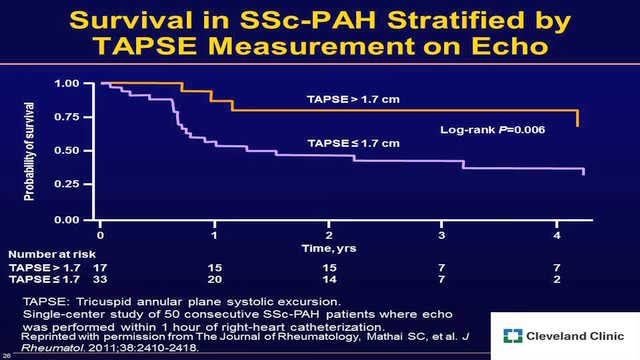 Survival in SSc-PAH Stratified by
TAPSE Measurement on Echo
Probability of survival
1.00
0.75
0.50
0.25
0.00
TAPSE > 1.7 cm
Log-rank P=0.006
TAPSE ≤ 1.7 cm
0 1 2 3 4
Time, yrs
Number at risk
TAPSE > 1.7 17 15 15 7 7
TAPSE ≤ 1.7 33 20 14 7 2
TAPSE: Tricuspid annular plane systolic excursion.
Single-center study of 50 consecutive SSc-PAH patients where echo
was performed within 1 hour of right-heart catheterization.
Reprinted with permission from The Journal of Rheumatology, Mathai SC, et al. J
Rheumatol. 2011;38:2410-2418.
26
Cleveland Clinic